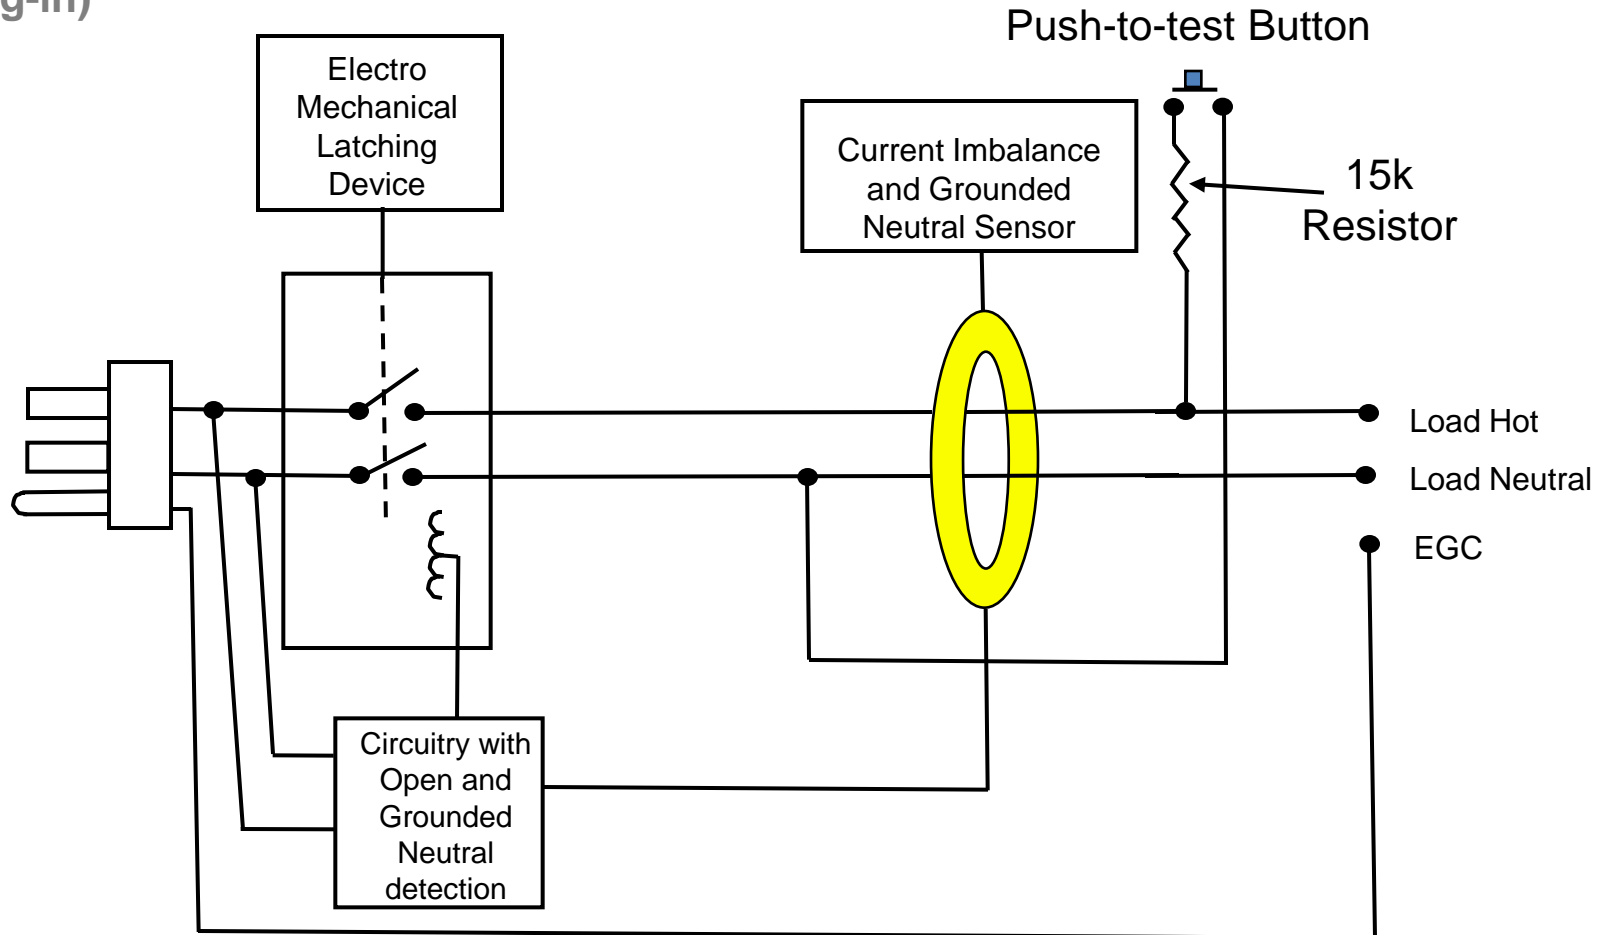 g-in)
Push-to-test Button
Electro
Mechanical
Latching
Device
Current Imbalance
and Grounded
Neutral Sensor
15k
Resistor
Load Hot
Load Neutral
EGC
Circuitry with
Open and
Grounded
Neutral
detection